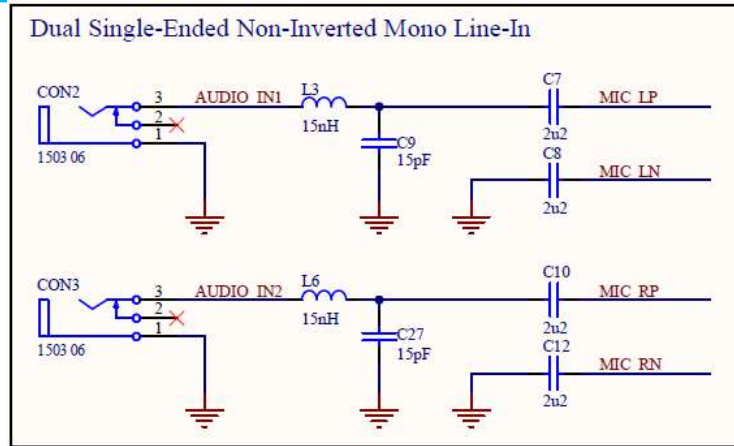 Dual Single-Ended Non-Inverted Mono Line-In
CON2
3
2
1
1503 06
AUDIO IN1
L3
15nH
C9
15pF
C7
2u2
MIC LP
C8
2u2
MIC LN
CON3
3
2
1
1503 06
AUDIO IN2
L6
15nH
C27
15pF
C10
2u2
MIC RP
C12
2u2
MIC RN